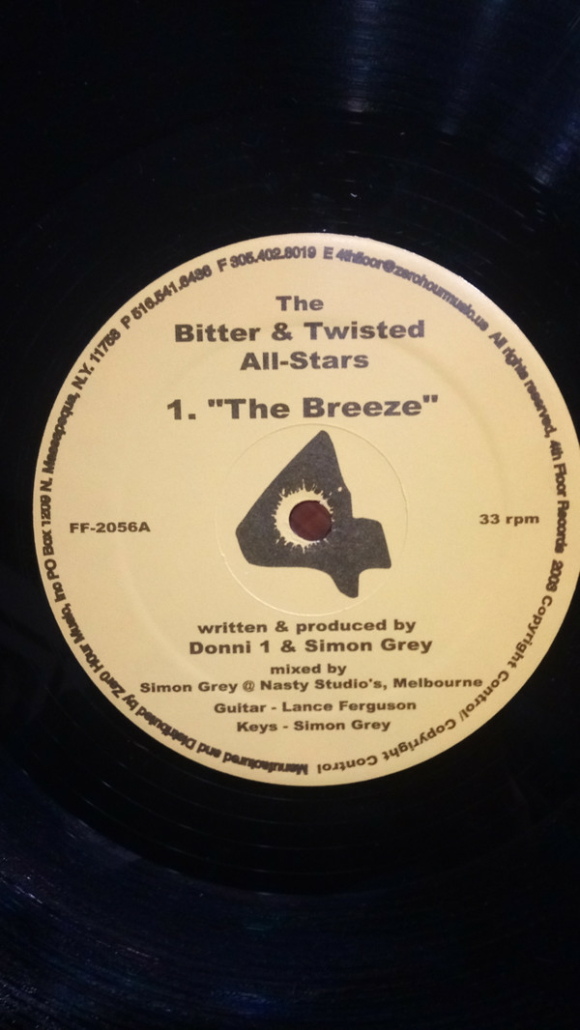 The
Bitter & Twisted
All-Stars
1. "The Breeze"
4
FF-2056A
33 rpm
written & produced by
Donni 1 & Simon Grey
mixed by
Simon Grey @ Nasty Studio's, Melbourne
Guitar - Lance Ferguson
Keys - Simon Grey
Manufactured and Distributed by Zero Hour Music, Inc PO Box 1209 N. Massapequa, N.Y. 11758 P 516.541.6436 F 305.402.8019 E 4thfloor@zerohourmusic.us All rights reserved, 4th Floor Records 2003 Copyright Control/ Copyright Control